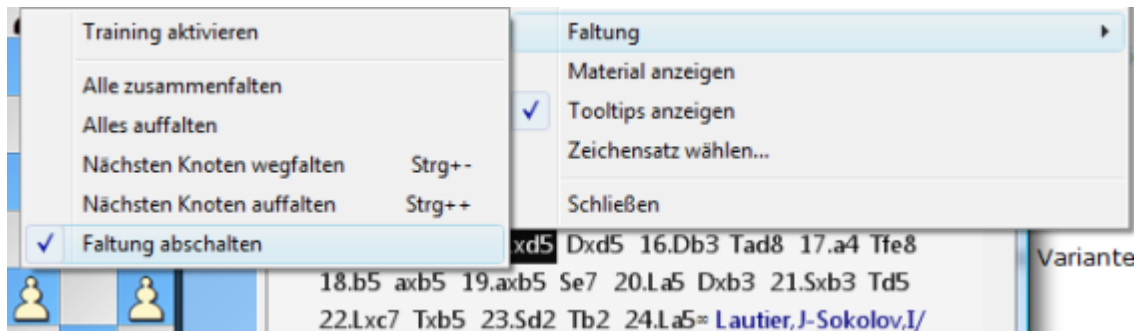 Training aktivieren
Alle zusammenfalten
Alles auffalten
Nächsten Knoten wegfalten Strg+-
Nächsten Knoten auffalten Strg++
Faltung abschalten
Faltung
Material anzeigen
Tooltips anzeigen
Zeichensatz wählen...
Schließen
xd5 Dxd5 16.Db3 Tad8 17.a4 Tfe8
18.b5 axb5 19.axb5 Se7 20.La5 Dxb3 21.Sxb3 Td5
22.Lxc7 Txb5 23.Sd2 Tb2 24.La5= Lautier,J-Sokolov,I/
Variante